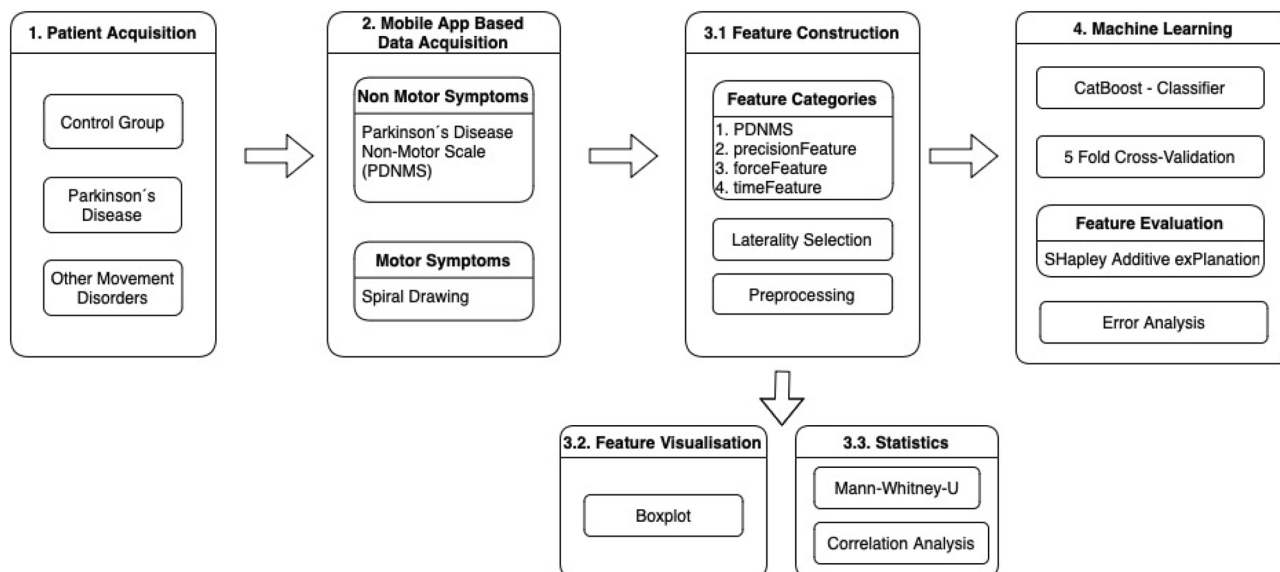 1. Patient Acquisition
Control Group
Parkinson´s
Disease
Other Movement
Disorders
2. Mobile App Based
Data Acquisition
Non Motor Symptoms
Parkinson´s Disease
Non-Motor Scale
(PDNMS)
Motor Symptoms
Spiral Drawing
3.1 Feature Construction
Feature Categories
1. PDNMS
2. precisionFeature
3. forceFeature
4. timeFeature
Laterality Selection
Preprocessing
4. Machine Learning
CatBoost - Classifier
5 Fold Cross-Validation
Feature Evaluation
SHapley Additive exPlanation
Error Analysis
3.2. Feature Visualisation
Boxplot
3.3. Statistics
Mann-Whitney-U
Correlation Analysis